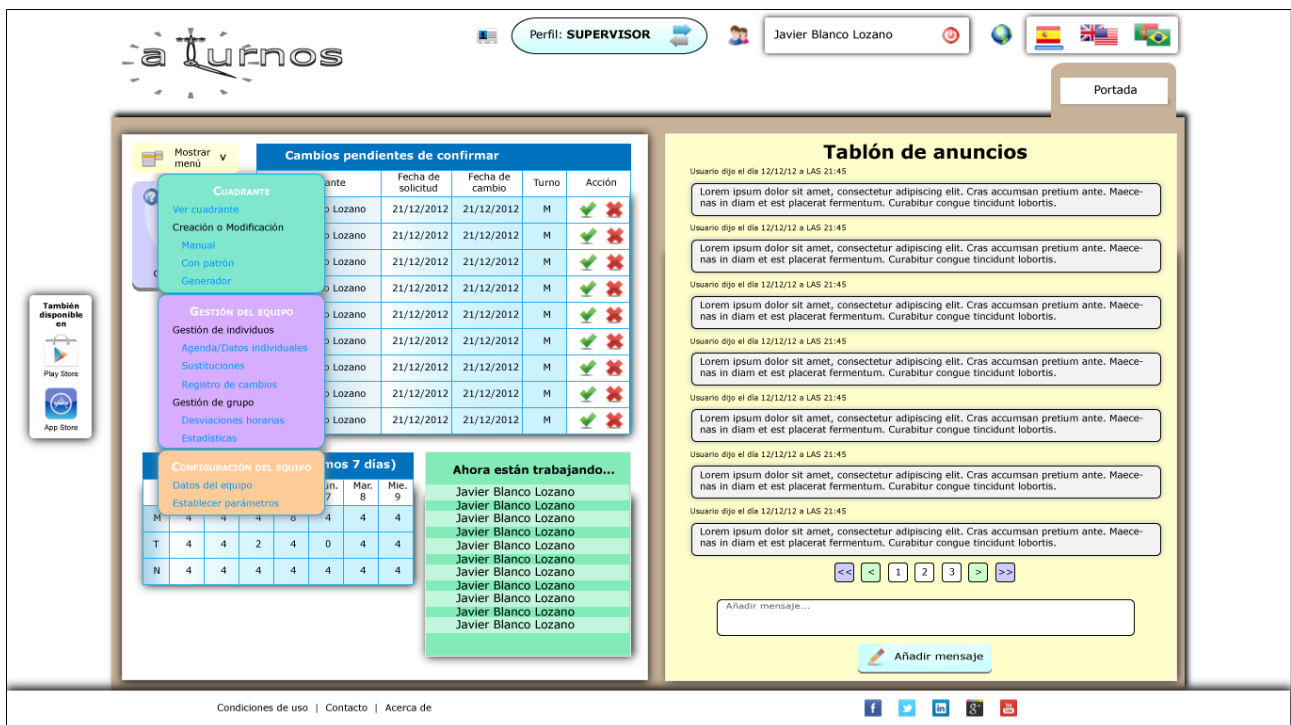 a Turnos
Perfil: SUPERVISOR
Javier Blanco Lozano
Portada
Mostrar
menú
v
Cambios pendientes de confirmar
ante
Fecha de
solicitud
Fecha de
cambio
Turno
Acción
o Lozano 21/12/2012 21/12/2012 M
o Lozano 21/12/2012 21/12/2012 M
o Lozano 21/12/2012 21/12/2012 M
o Lozano 21/12/2012 21/12/2012 M
o Lozano 21/12/2012 21/12/2012 M
o Lozano 21/12/2012 21/12/2012 M
o Lozano 21/12/2012 21/12/2012 M
o Lozano 21/12/2012 21/12/2012 M
o Lozano 21/12/2012 21/12/2012 M
CUADRANTE
Ver cuadrante
Creación o Modificación
Manual
Con patrón
Generador
GESTIÓN DEL EQUIPO
Gestión de individuos
Agenda/Datos individuales
Sustituciones
Registro de cambios
Gestión de grupo
Desviaciones horarias
Estadísticas
CONFIGURACIÓN DEL EQUIPO
Datos del equipo
Establecer parámetros
También
disponible
en
Play Store
App Store
mos 7 días)
un. Mar. Mie.
7 8 9
M 4 4 4 8 4 4 4
T 4 4 2 4 0 4 4
N 4 4 4 4 4 4 4
Ahora están trabajando...
Javier Blanco Lozano
Javier Blanco Lozano
Javier Blanco Lozano
Javier Blanco Lozano
Javier Blanco Lozano
Javier Blanco Lozano
Javier Blanco Lozano
Javier Blanco Lozano
Javier Blanco Lozano
Javier Blanco Lozano
Javier Blanco Lozano
Tablón de anuncios
Usuario dijo el día 12/12/12 a LAS 21:45
Lorem ipsum dolor sit amet, consectetur adipiscing elit. Cras accumsan pretium ante. Maece-
nas in diam et est placerat fermentum. Curabitur congue tincidunt lobortis.
Usuario dijo el día 12/12/12 a LAS 21:45
Lorem ipsum dolor sit amet, consectetur adipiscing elit. Cras accumsan pretium ante. Maece-
nas in diam et est placerat fermentum. Curabitur congue tincidunt lobortis.
Usuario dijo el día 12/12/12 a LAS 21:45
Lorem ipsum dolor sit amet, consectetur adipiscing elit. Cras accumsan pretium ante. Maece-
nas in diam et est placerat fermentum. Curabitur congue tincidunt lobortis.
Usuario dijo el día 12/12/12 a LAS 21:45
Lorem ipsum dolor sit amet, consectetur adipiscing elit. Cras accumsan pretium ante. Maece-
nas in diam et est placerat fermentum. Curabitur congue tincidunt lobortis.
Usuario dijo el día 12/12/12 a LAS 21:45
Lorem ipsum dolor sit amet, consectetur adipiscing elit. Cras accumsan pretium ante. Maece-
nas in diam et est placerat fermentum. Curabitur congue tincidunt lobortis.
Usuario dijo el día 12/12/12 a LAS 21:45
Lorem ipsum dolor sit amet, consectetur adipiscing elit. Cras accumsan pretium ante. Maece-
nas in diam et est placerat fermentum. Curabitur congue tincidunt lobortis.
Usuario dijo el día 12/12/12 a LAS 21:45
Lorem ipsum dolor sit amet, consectetur adipiscing elit. Cras accumsan pretium ante. Maece-
nas in diam et est placerat fermentum. Curabitur congue tincidunt lobortis.
<< < 1 2 3 > >>
Añadir mensaje...
Añadir mensaje
Condiciones de uso | Contacto | Acerca de